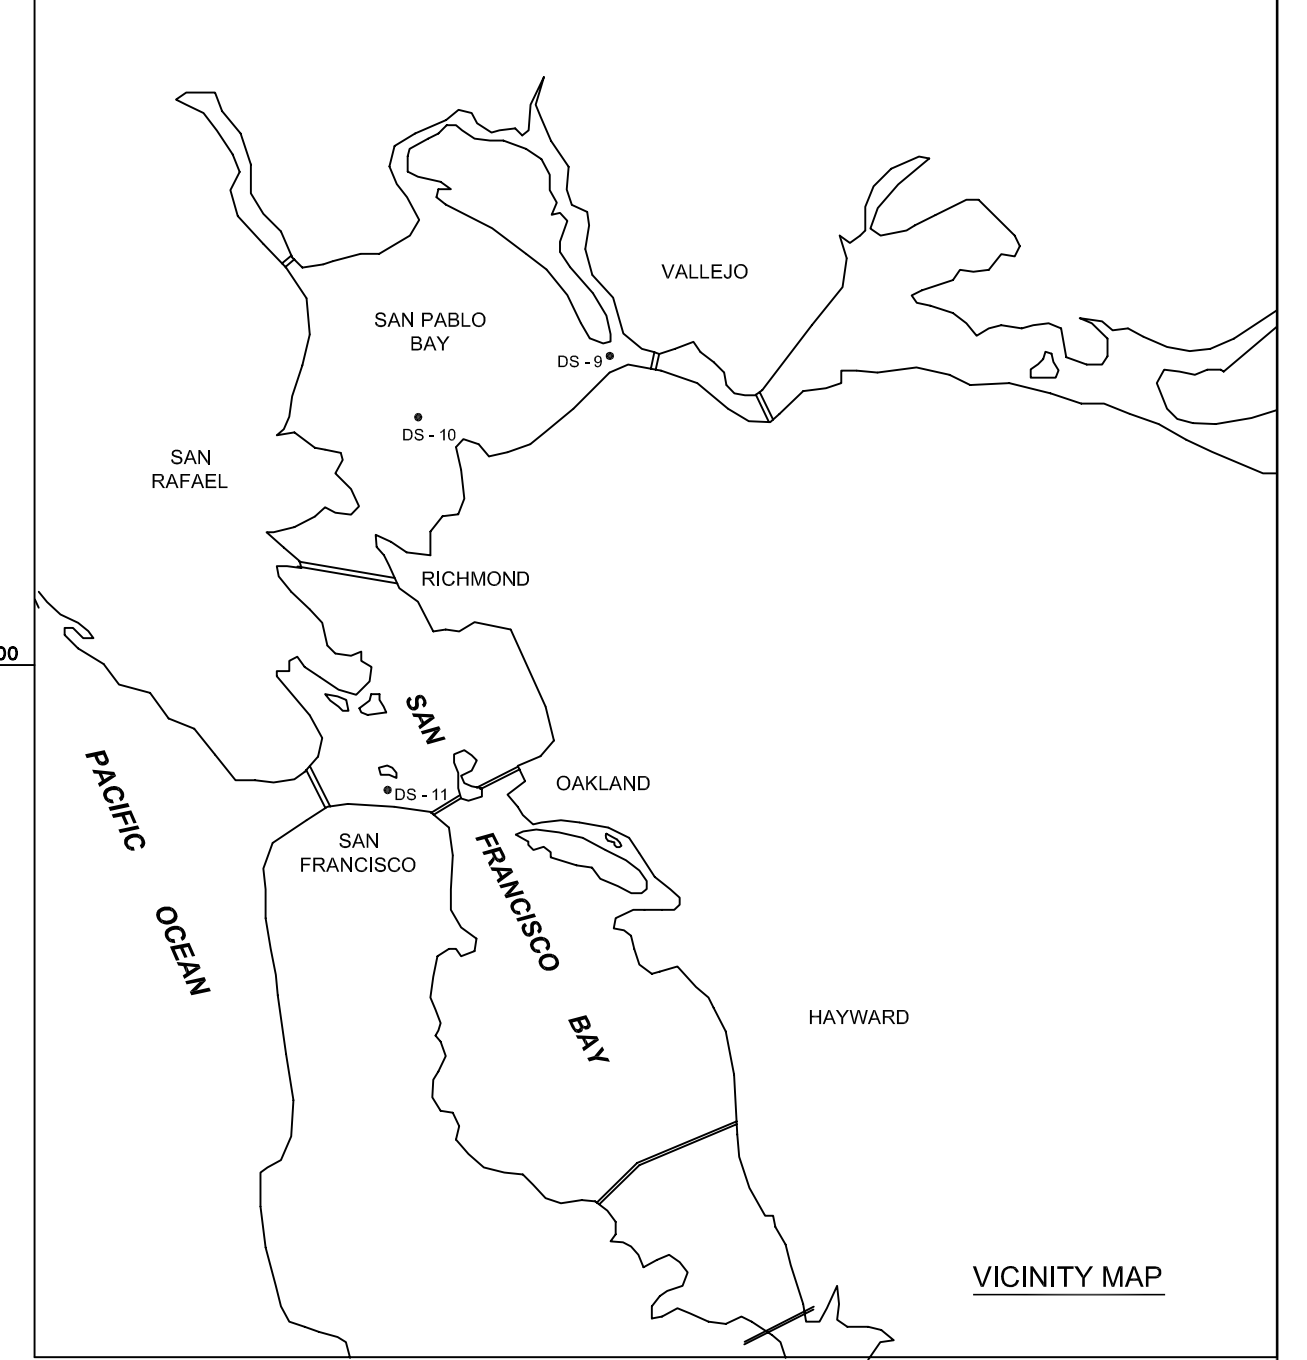 VALLEJO
SAN PABLO
BAY
DS - 9
DS - 10
SAN
RAFAEL
RICHMOND
00
SAN
FRANCISCO
BAY
PACIFIC
OCEAN
OAKLAND
DS - 11
SAN
FRANCISCO
HAYWARD
VICINITY MAP